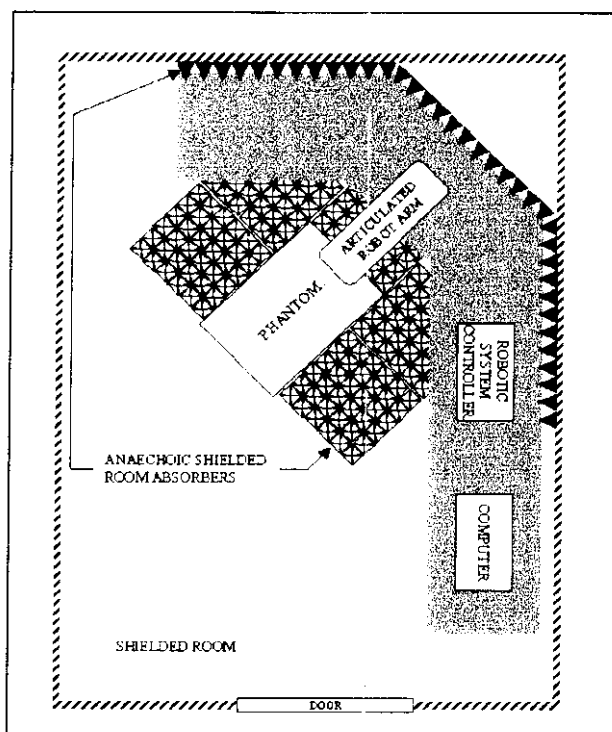 ARTICULATED
ROBOT ARM
PHANTOM
ROBOTIC
SYSTEM
CONTROLLER
ANAECHOIC SHIELDED
ROOM ABSORBERS
COMPUTER
SHIELDED ROOM
DOOR